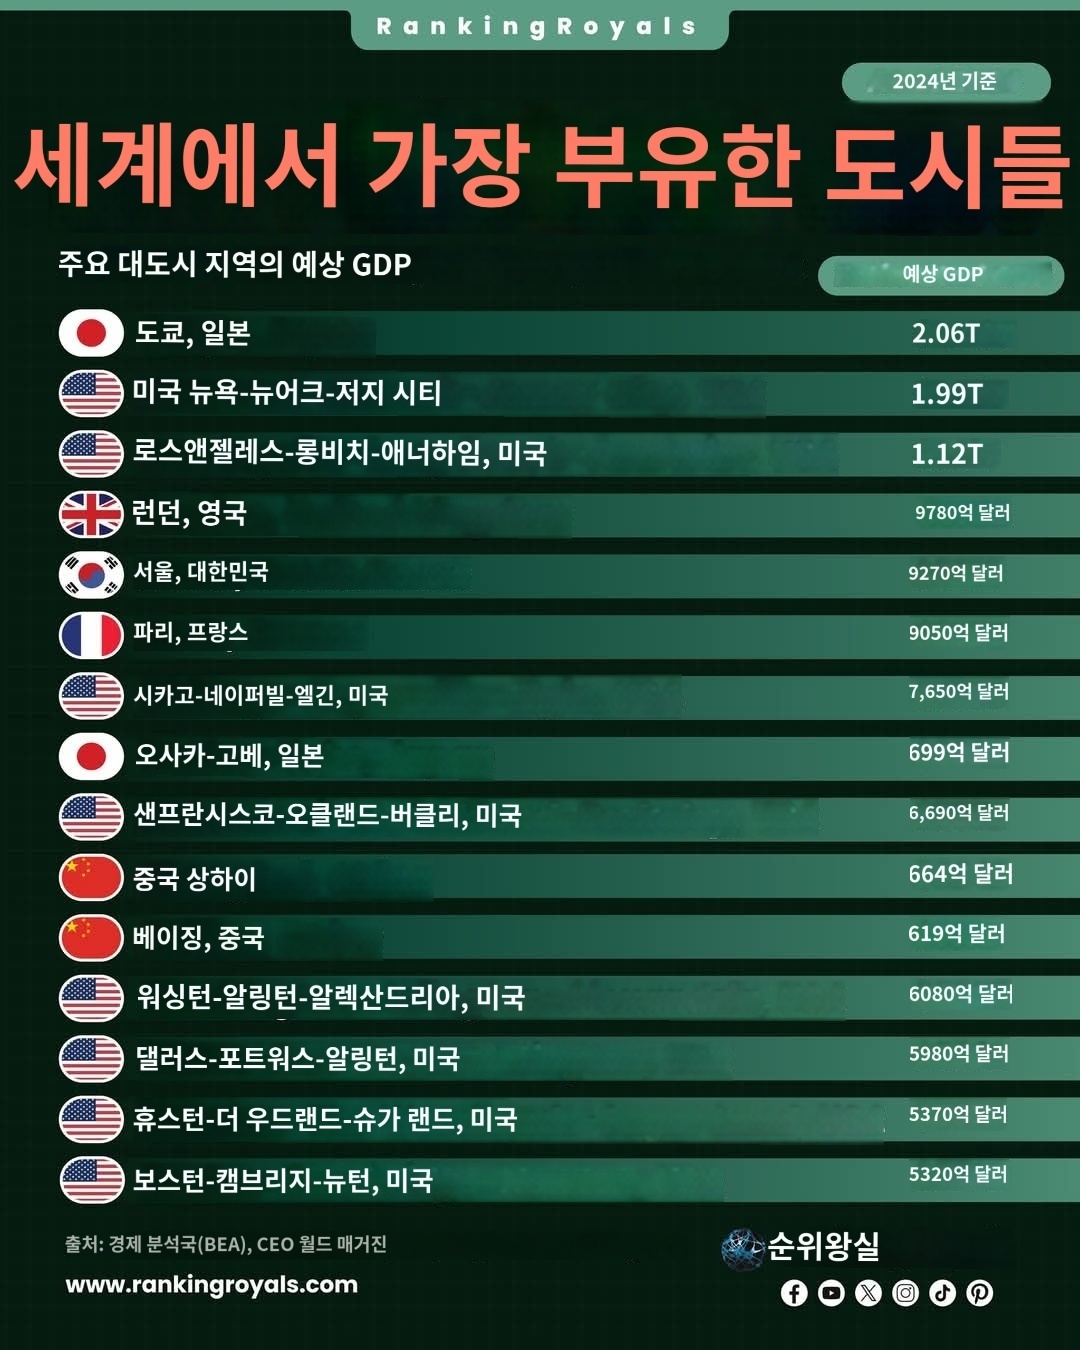 RankingRoyals
2024년 기준
세계에서 가장 부유한 도시들
주요 대도시 지역의 예상 GDP
예상 GDP
도쿄, 일본 2.06T
미국 뉴욕-뉴어크-저지 시티 1.99T
로스앤젤레스-롱비치-애너하임, 미국 1.12T
런던, 영국 9780억 달러
서울, 대한민국 9270억 달러
파리, 프랑스 9050억 달러
시카고-네이퍼빌-엘긴, 미국 7,650억 달러
오사카-고베, 일본 699억 달러
샌프란시스코-오클랜드-버클리, 미국 6,690억 달러
중국 상하이 664억 달러
베이징, 중국 619억 달러
워싱턴-알링턴-알렉산드리아, 미국 6080억 달러
댈러스-포트워스-알링턴, 미국 5980억 달러
휴스턴-더 우드랜드-슈가 랜드, 미국 5370억 달러
보스턴-캠브리지-뉴턴, 미국 5320억 달러
출처: 경제 분석국(BEA), CEO 월드 매거진
순위왕실
www.rankingroyals.com